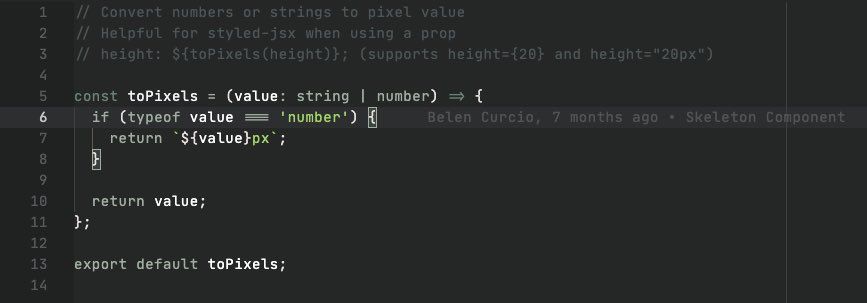 1 // Convert numbers or strings to pixel value
2 // Helpful for styled-jsx when using a prop
3 // height: ${toPixels(height)}; (supports height={20} and height="20px")
4
5 const toPixels = (value: string | number) => {
6   if (typeof value === 'number') { Belen Curcio, 7 months ago • Skeleton Component
7     return `${value}px`;
8   }
9
10   return value;
11 };
12
13 export default toPixels;
14